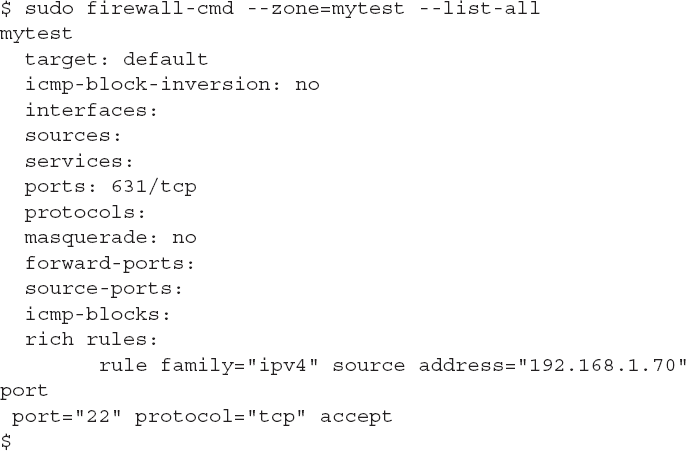 $ sudo firewall-cmd --zone=mytest --list-all
mytest
  target: default
  icmp-block-inversion: no
  interfaces:
  sources:
  services:
  ports: 631/tcp
  protocols:
  masquerade: no
  forward-ports:
  source-ports:
  icmp-blocks:
  rich rules:
        rule family="ipv4" source address="192.168.1.70"
port
 port="22" protocol="tcp" accept
$